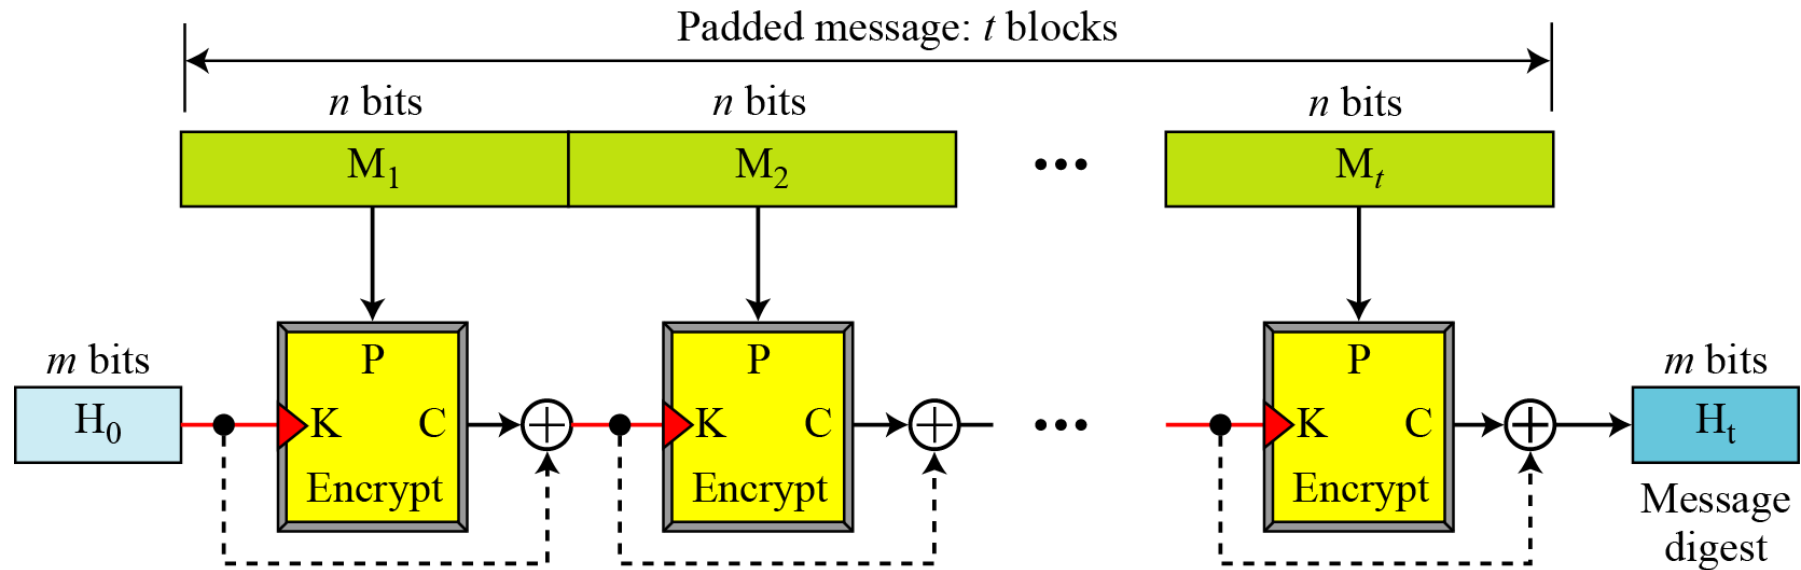 Padded message: t blocks
n bits n bits n bits
M1 M2 ••• Mt
m bits P P P m bits
H0 K C K C ••• K C Ht
Encrypt Encrypt Encrypt
Message
digest